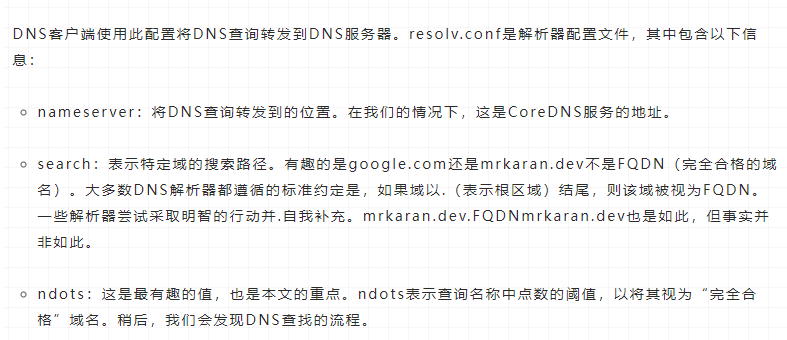 DNS客户端使用此配置将DNS查询转发到DNS服务器。resolv.conf是解析器配置文件，其中包含以下信
息：
nameserver：将DNS查询转发到的位置。在我们的情况下，这是CoreDNS服务的地址。
search：表示特定域的搜索路径。有趣的是google.com还是mrkaran.dev不是FQDN（完全合格的域
名）。大多数DNS解析器都遵循的标准约定是，如果域以.（表示根区域）结尾，则该域被视为FQDN。
一些解析器尝试采取明智的行动并.自我补充。mrkaran.dev.FQDNmrkaran.dev也是如此，但事实并
非如此。
ndots：这是最有趣的值，也是本文的重点。ndots表示查询名称中点数的阈值，以将其视为“完全合
格”域名。稍后，我们会发现DNS查找的流程。